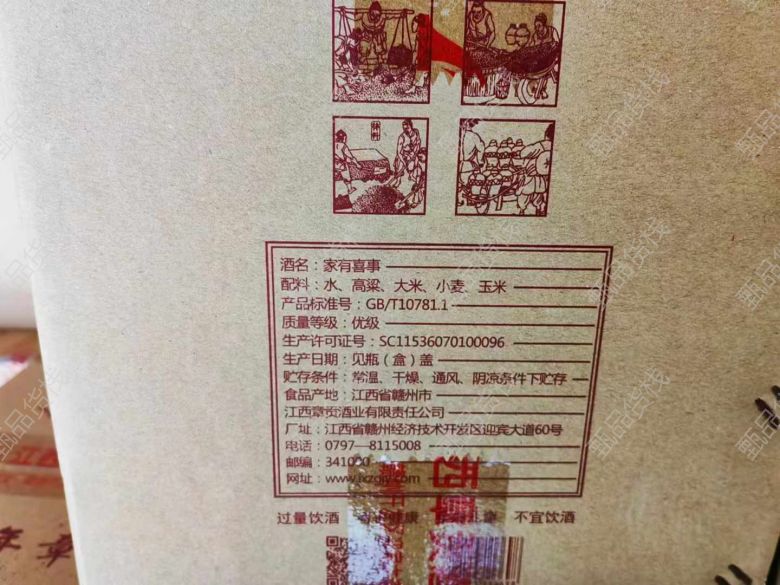 酒名：家有喜事
配料：水、高粱、大米、小麦、玉米
产品标准号：GB/T10781.1
质量等级：优级
生产许可证号：SC11536070100096
生产日期：见瓶（盒）盖
贮存条件：常温、干燥、通风、阴凉条件下贮存
食品产地：江西省赣州市
江西章贡酒业有限责任公司
厂址：江西省赣州经济技术开发区迎宾大道60号
电话：0797—8115008
邮编：341000
网址：www.
过量饮酒 健康 不宜饮酒
甄品货栈